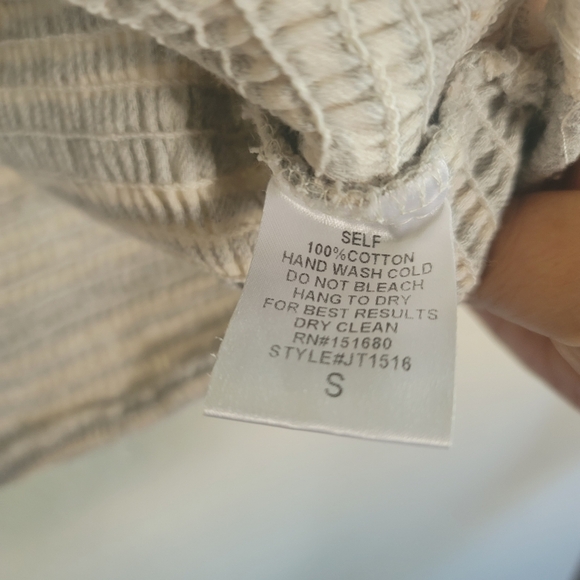 SELF
100%COTTON
HAND WASH COLD
DO NOT BLEACH
HANG TO DRY
FOR BEST RESULTS
DRY CLEAN
RN#151680
STYLE#JT1516
S